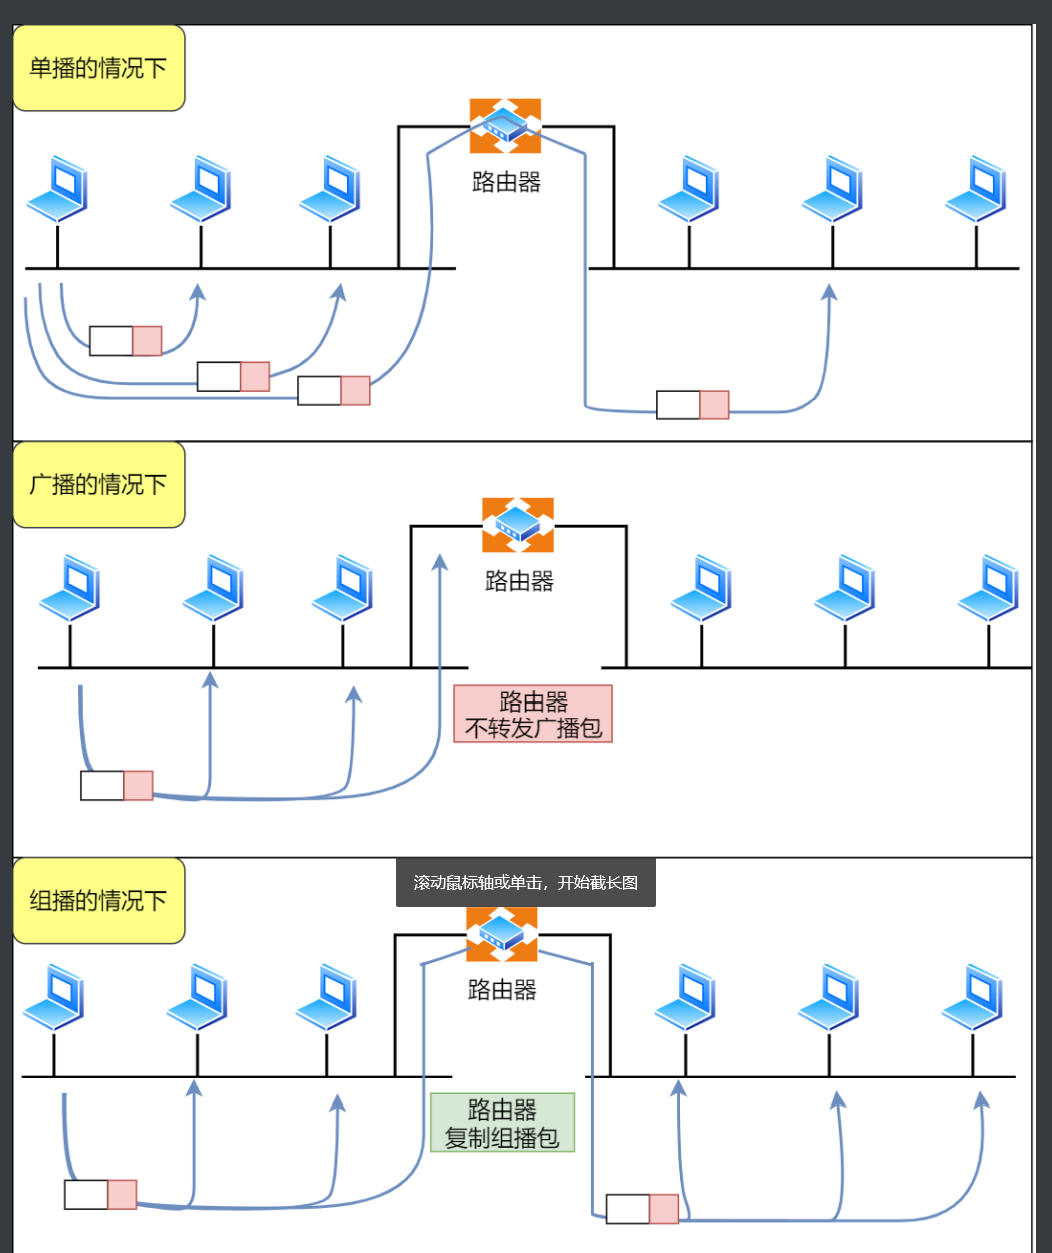 单播的情况下
路由器
广播的情况下
路由器
路由器
不转发广播包
组播的情况下
滚动鼠标轴或单击，开始截长图
路由器
路由器
复制组播包